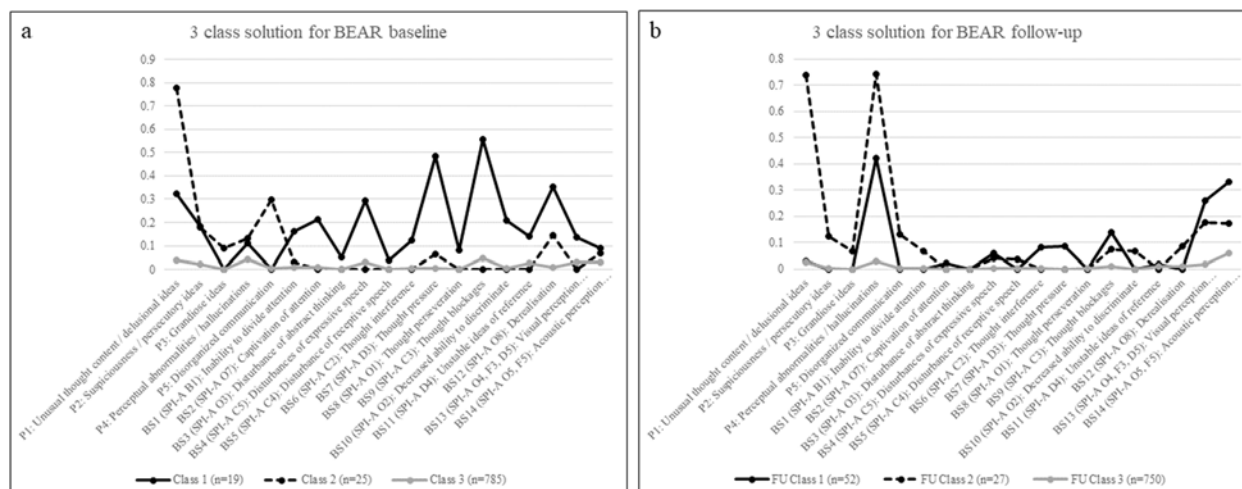 a
3 class solution for BEAR baseline
0.9
0.8
0.7
0.6
0.5
0.4
0.3
0.2
0.1
0
P1: Unusual thought content / delusional ideas
P2: Suspiciousness / persecutory ideas
P3: Grandiose ideas
P4: Perceptual abnormalities / hallucinations
P5: Disorganized communication
BS1 (SPI-A B1): Inability to divide attention
BS2 (SPI-A O7): Captivation of attention
BS3 (SPI-A O3): Disturbance of abstract thinking
BS4 (SPI-A C5): Disturbances of expressive speech
BS5 (SPI-A C4): Disturbance of receptive speech
BS6 (SPI-A C2): Thought interference
BS7 (SPI-A D3): Thought pressure
BS8 (SPI-A O1): Thought perseveration
BS9 (SPI-A C3): Thought blockages
BS10 (SPI-A O2): Decreased ability to discriminate
BS11 (SPI-A D4): Unstable ideas of reference
BS12 (SPI-A O8): Derealisation
BS13 (SPI-A O4, F3, D5): Visual perception...
BS14 (SPI-A O5, F5): Acoustic perception...
Class 1 (n=19)
Class 2 (n=25)
Class 3 (n=785)
b
3 class solution for BEAR follow-up
0.8
0.7
0.6
0.5
0.4
0.3
0.2
0.1
0
P1: Unusual thought content / delusional ideas
P2: Suspiciousness / persecutory ideas
P3: Grandiose ideas
P4: Perceptual abnormalities / hallucinations
P5: Disorganized communication
BS1 (SPI-A B1): Inability to divide attention
BS2 (SPI-A O7): Captivation of attention
BS3 (SPI-A O3): Disturbance of abstract thinking
BS4 (SPI-A C5): Disturbances of expressive speech
BS5 (SPI-A C4): Disturbance of receptive speech
BS6 (SPI-A C2): Thought interference
BS7 (SPI-A D3): Thought pressure
BS8 (SPI-A O1): Thought perseveration
BS9 (SPI-A C3): Thought blockages
BS10 (SPI-A O2): Decreased ability to discriminate
BS11 (SPI-A D4): Unstable ideas of reference
BS12 (SPI-A O8): Derealisation
BS13 (SPI-A O4, F3, D5): Visual perception...
BS14 (SPI-A O5, F5): Acoustic perception...
FU Class 1 (n=52)
FU Class 2 (n=27)
FU Class 3 (n=750)